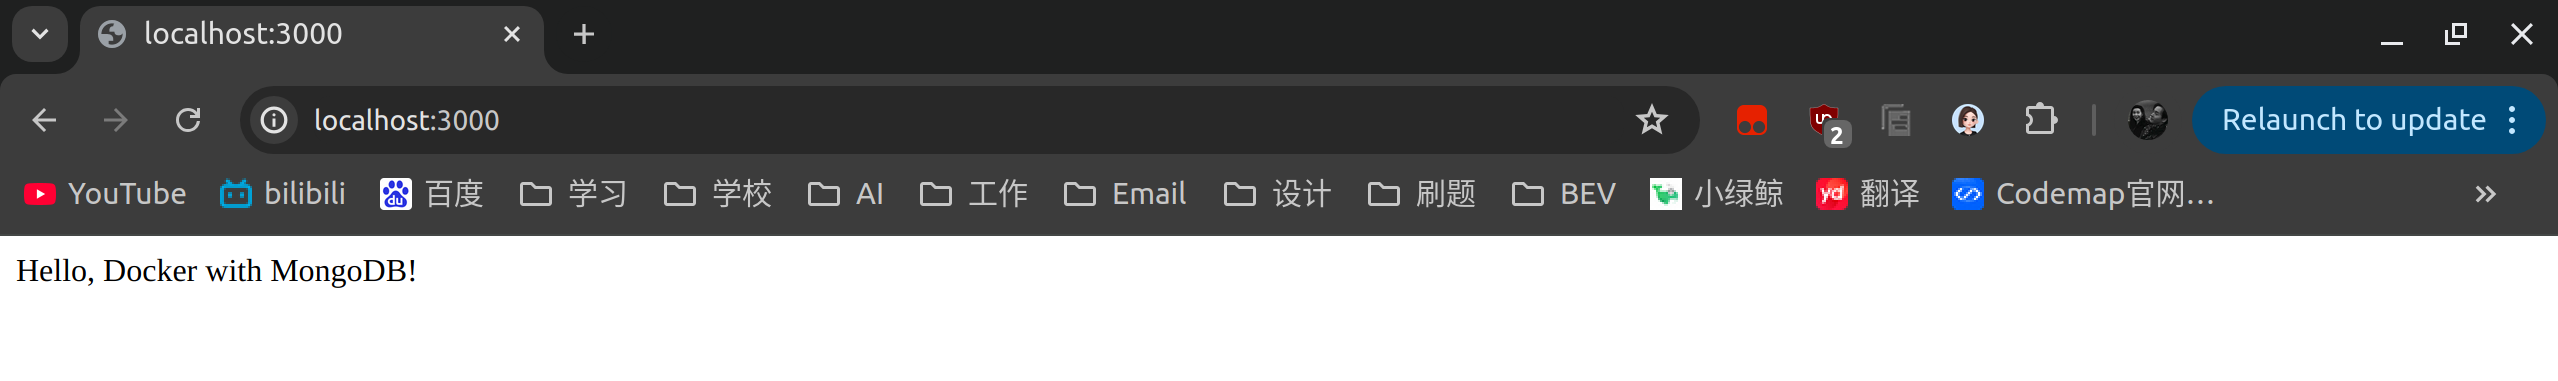 localhost:3000
localhost:3000 2 Relaunch to update
YouTube bilibili 百度 学习 学校 AI 工作 Email 设计 刷题 BEV 小绿鲸 yd 翻译 Codemap官网...
Hello, Docker with MongoDB!